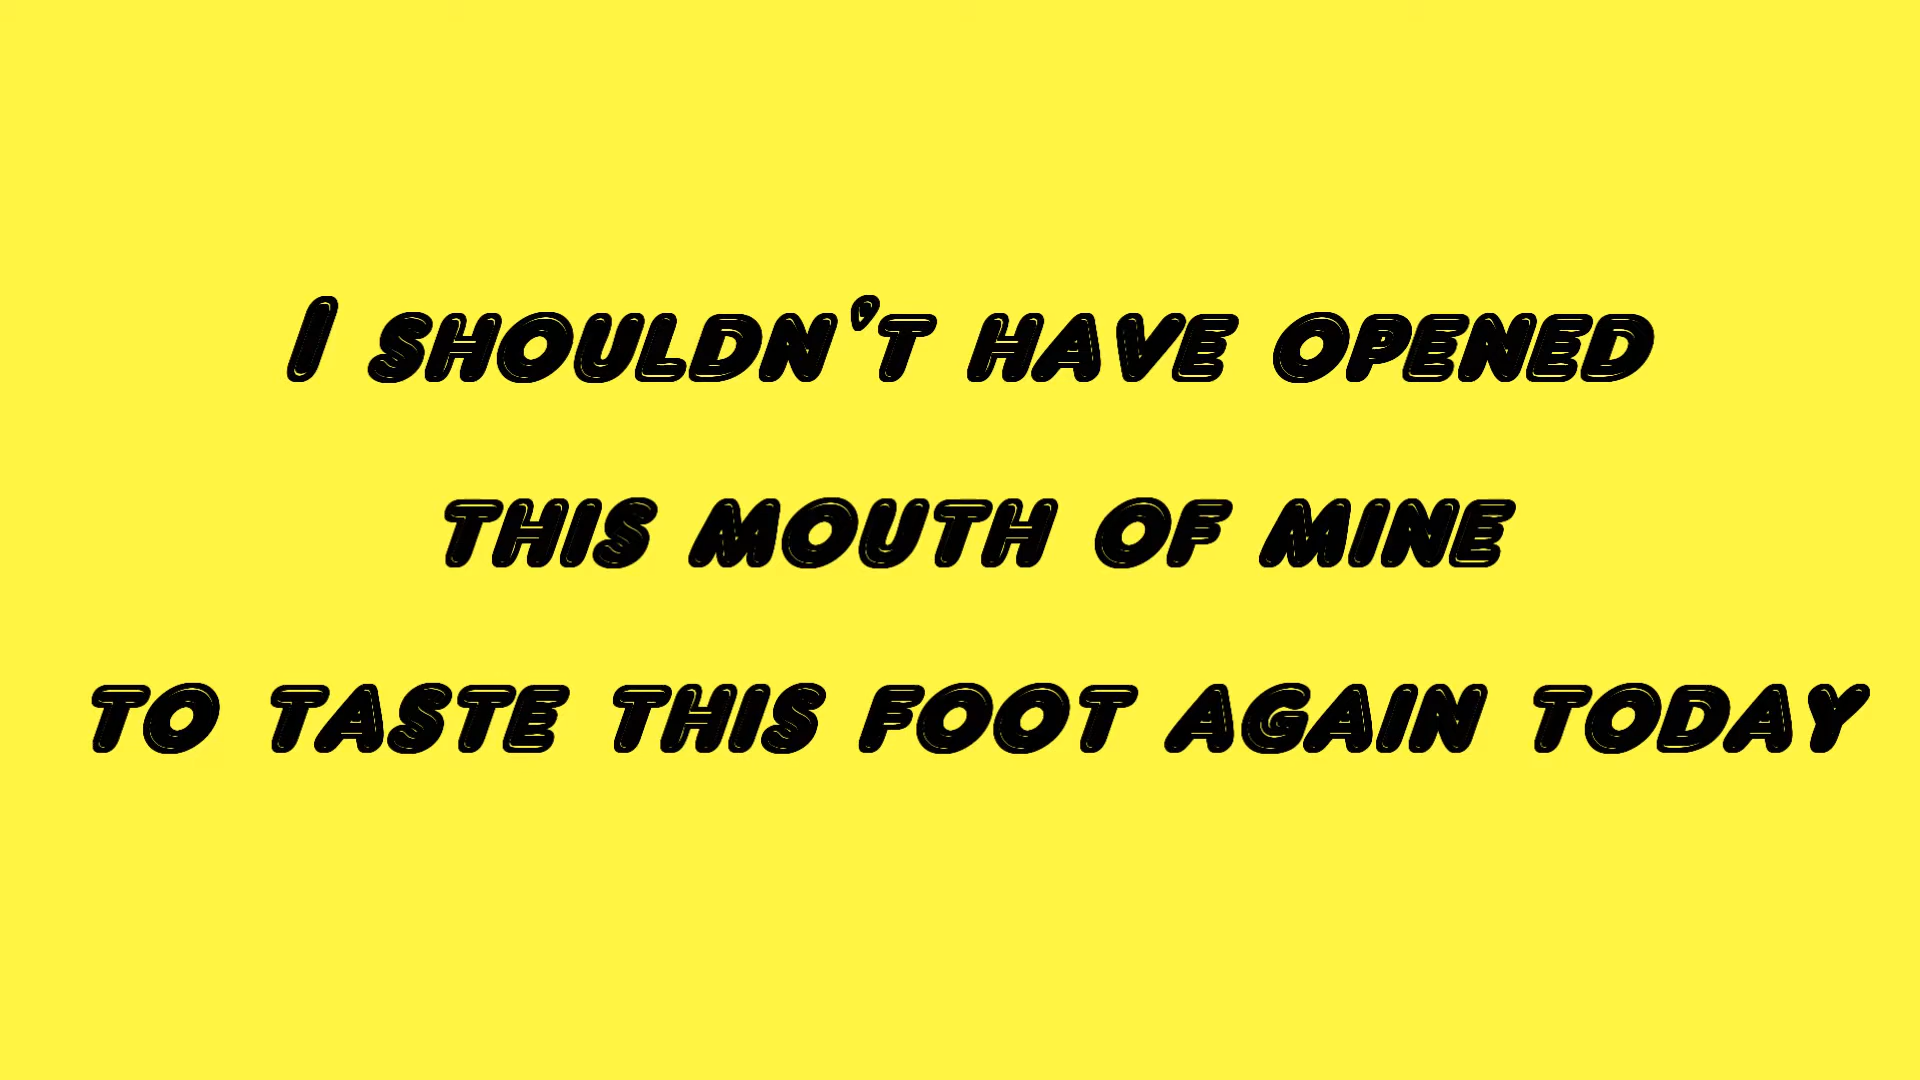 I shouldn't have opened
this mouth of mine
to taste this foot again today